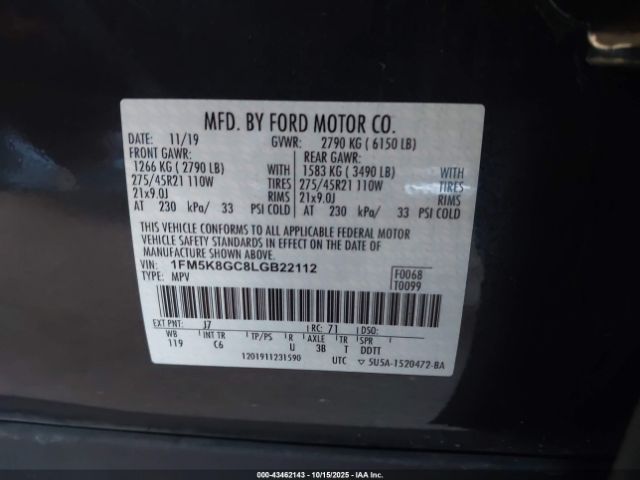 MFD. BY FORD MOTOR CO.
DATE: 11/19 GVWR: 2790 KG ( 6150 LB)
FRONT GAWR: REAR GAWR:
1266 KG ( 2790 LB) WITH 1583 KG ( 3490 LB) WITH
275/45R21 110W TIRES 275/45R21 110W TIRES
21x9.0J RIMS 21x9.0J RIMS
AT 230 kPa/ 33 PSI COLD AT 230 kPa/ 33 PSI COLD
THIS VEHICLE CONFORMS TO ALL APPLICABLE FEDERAL MOTOR
VEHICLE SAFETY STANDARDS IN EFFECT ON THE DATE OF
MANUFACTURE SHOWN ABOVE.
VIN: 1FM5K8GC8LGB22112 F0068
TYPE: MPV T0099
EXT PNT: J7 RC: 71 DSO:
WB INT TR TP/PS R AXLE TR SPR
119 C6 U 3B T DDTT
1201911231590 UTC ▽ 5U5A-1520472-BA
000-43462143 - 10/15/2025 - IAA Inc.